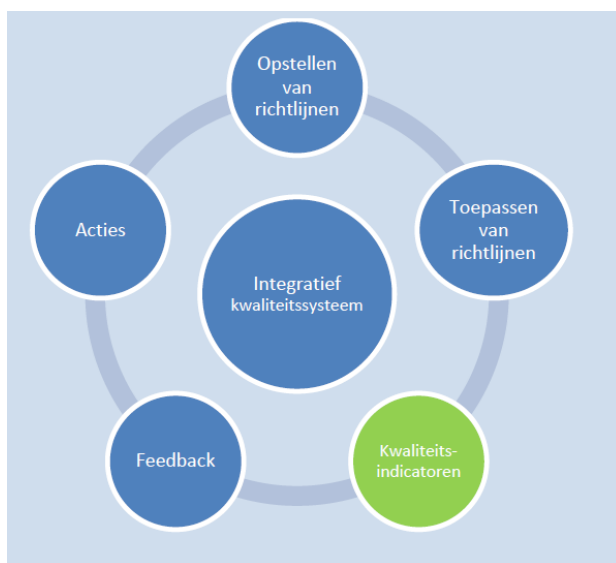 Opstellen
van
richtlijnen
Toepassen
van
richtlijnen
Kwaliteits-
indicatoren
Feedback
Acties
Integratief
kwaliteitssysteem